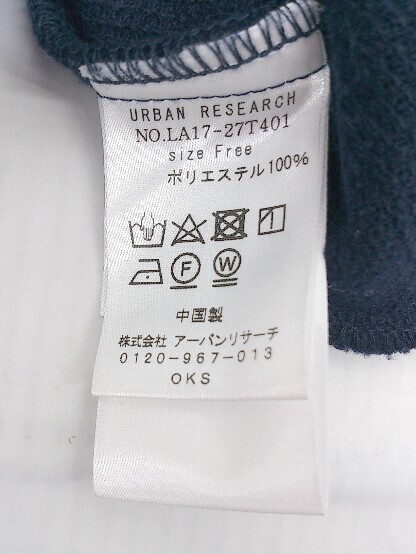 URBAN RESEARCH
NO.LA17-27T401
size Free
ポリエステル100%
F W
中国製
株式会社 アーバンリサーチ
0120-967-013
OKS